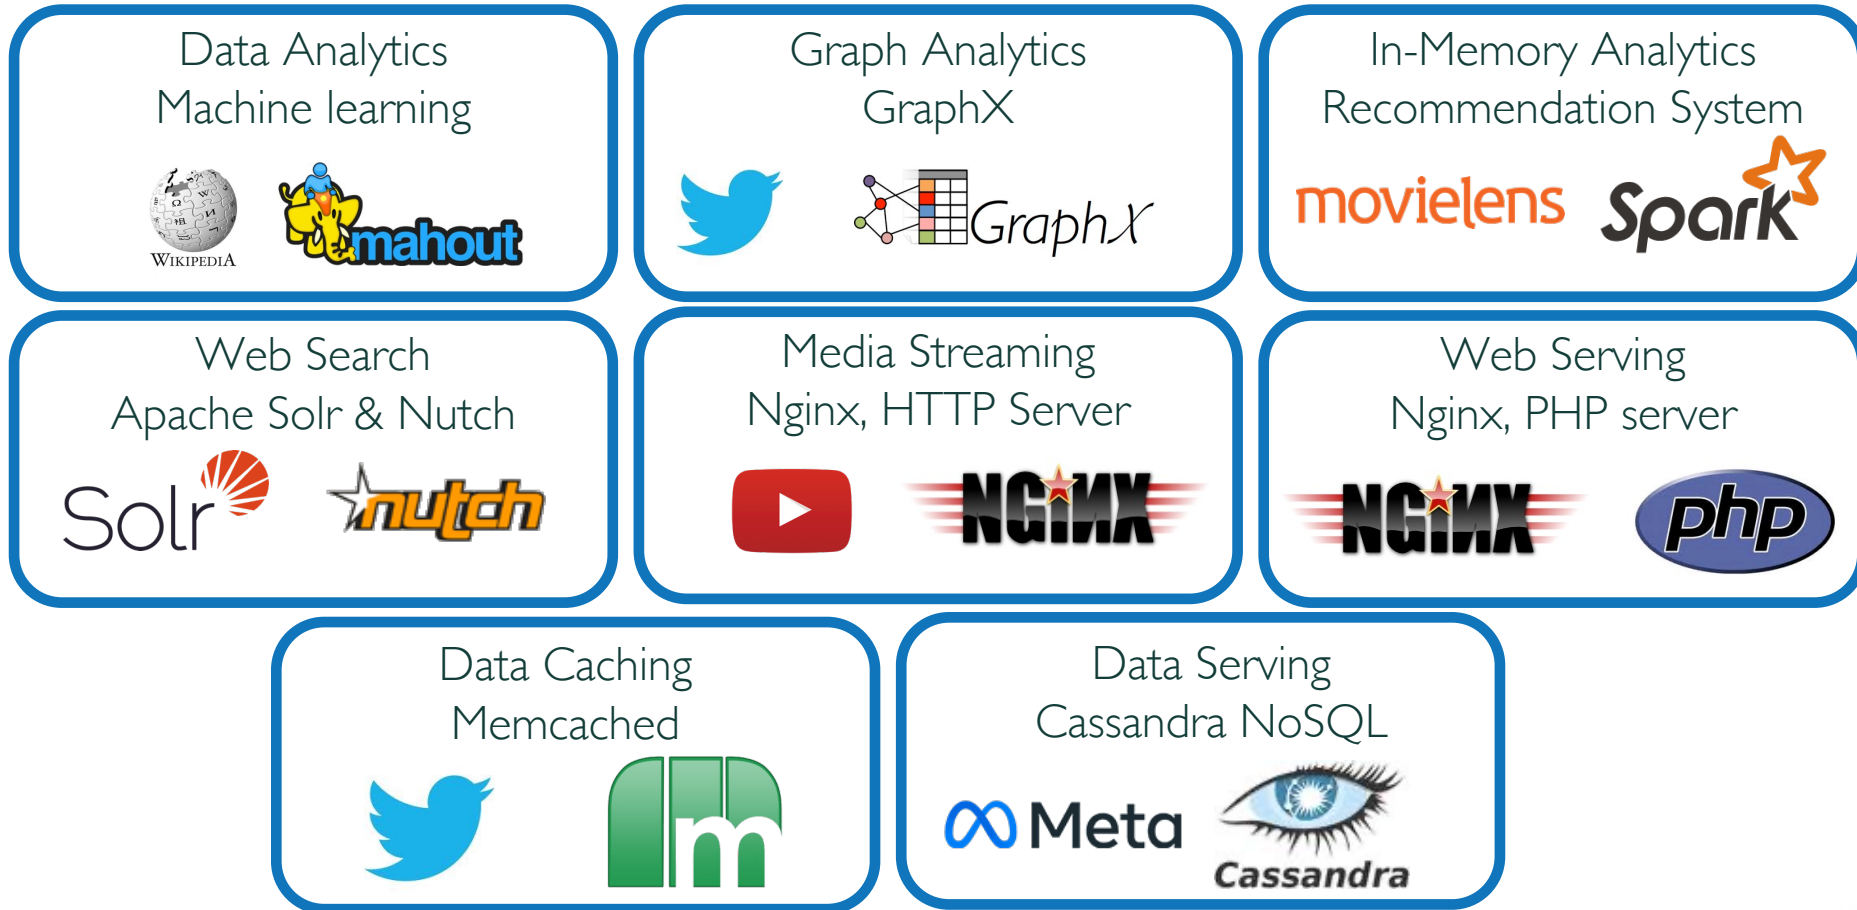 Data Analytics
Machine learning
WIKIPEDIA
mahout
Graph Analytics
GraphX
GraphX
In-Memory Analytics
Recommendation System
movielens
Spark
Web Search
Apache Solr & Nutch
Solr
nutch
Media Streaming
Nginx, HTTP Server
NGiNX
Web Serving
Nginx, PHP server
NGiNX
php
Data Caching
Memcached
m
Data Serving
Cassandra NoSQL
Meta
Cassandra